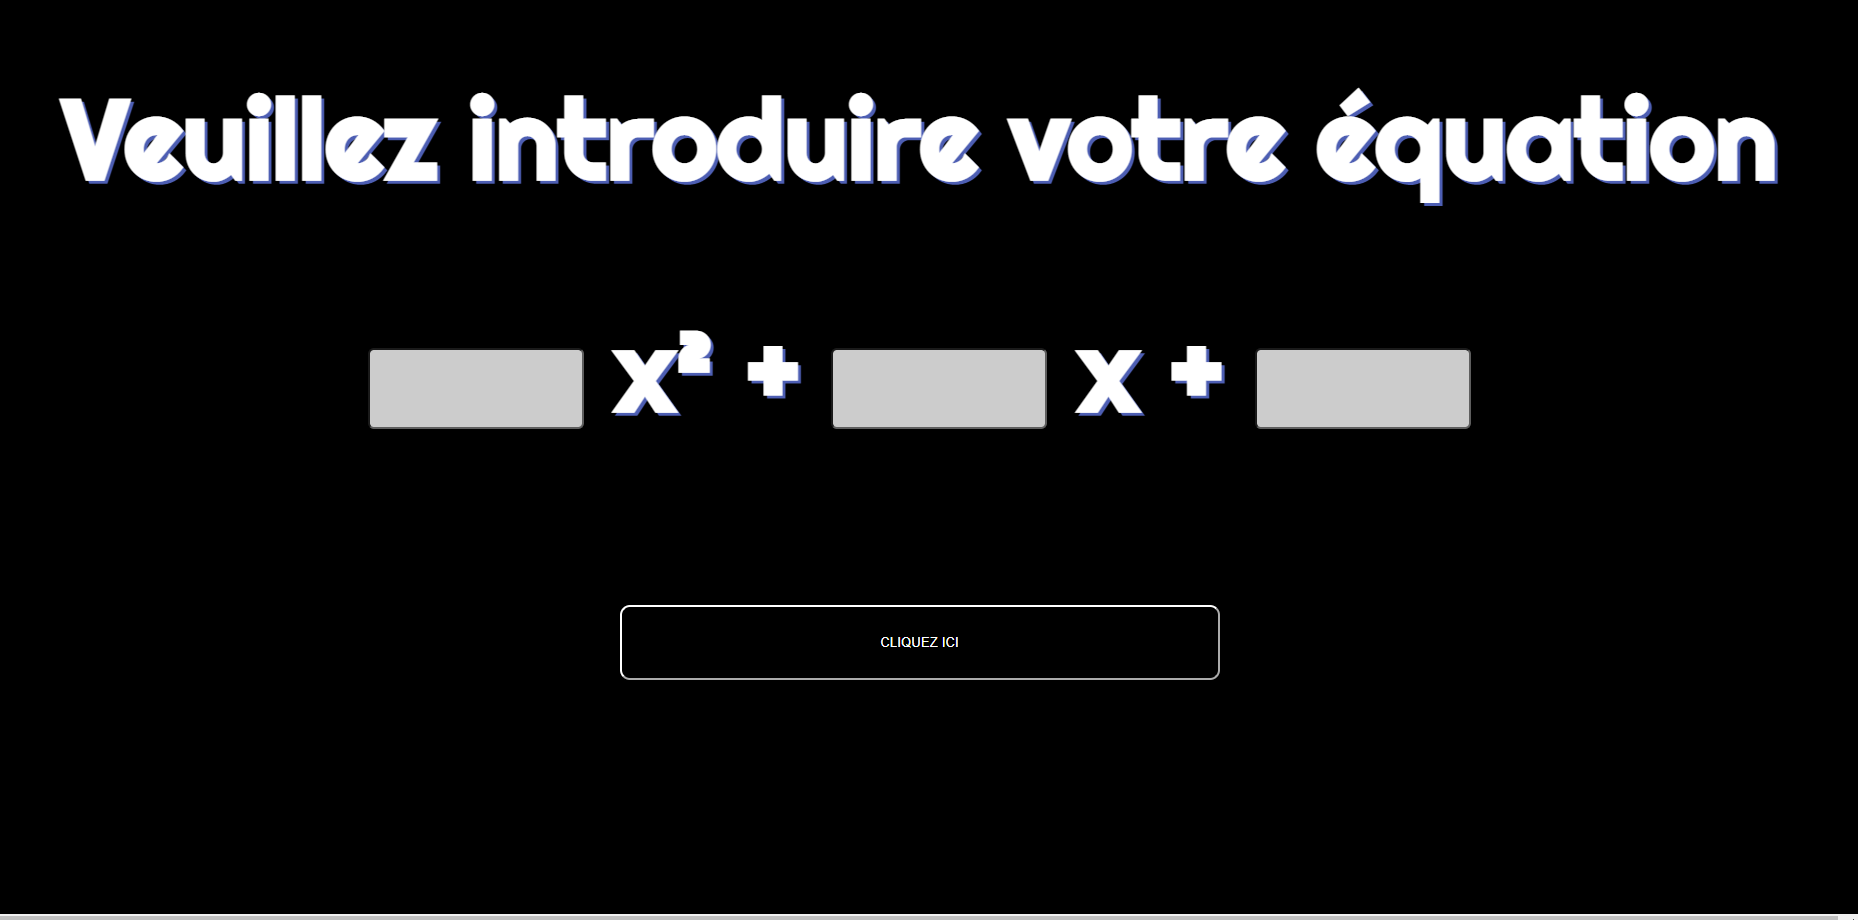 Veuillez introduire votre équation
x² + x +
CLIQUEZ ICI